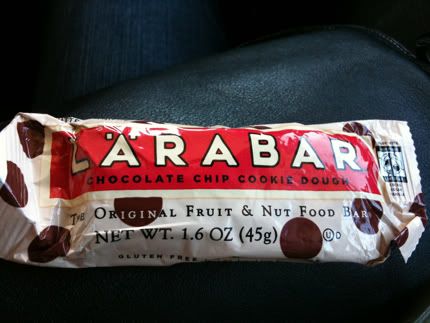 LÄRABAR
CHOCOLATE CHIP COOKIE DOUGH
THE ORIGINAL FRUIT & NUT FOOD BAR
NET WT. 1.6 OZ (45g) U D
GLUTEN FREE